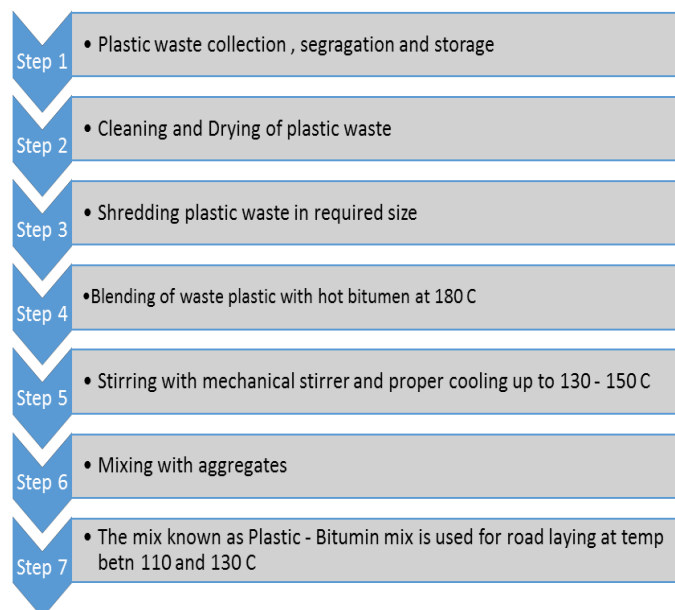 Step 1
• Plastic waste collection , segragation and storage
Step 2
• Cleaning and Drying of plastic waste
Step 3
• Shredding plastic waste in required size
Step 4
•Blending of waste plastic with hot bitumen at 180 C
Step 5
• Stirring with mechanical stirrer and proper cooling up to 130 - 150 C
Step 6
• Mixing with aggregates
Step 7
• The mix known as Plastic - Bitumin mix is used for road laying at temp
betn 110 and 130 C